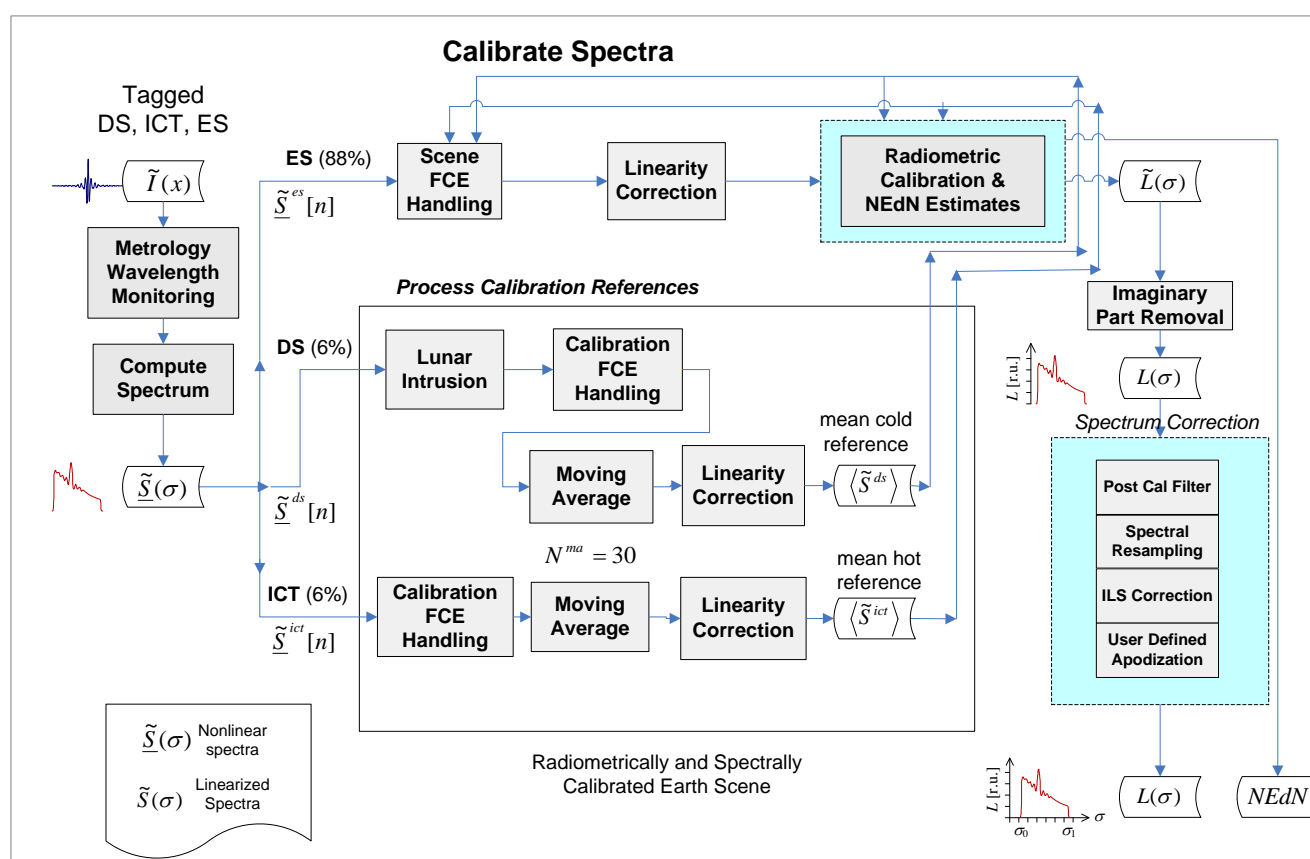 Calibrate Spectra
Tagged
DS, ICT, ES
Ĩ(x)
Metrology
Wavelength
Monitoring
Compute
Spectrum
S̲̃(σ)
ES (88%)
S̲̃^es[n]
Scene
FCE
Handling
Linearity
Correction
Radiometric
Calibration &
NEdN Estimates
L̃(σ)
Imaginary
Part Removal
L [r.u.]
L(σ)
Process Calibration References
DS (6%)
S̲̃^ds[n]
Lunar
Intrusion
Calibration
FCE
Handling
Moving
Average
Linearity
Correction
mean cold
reference
⟨S̃^ds⟩
N^ma = 30
ICT (6%)
S̲̃^ict[n]
Calibration
FCE
Handling
Moving
Average
Linearity
Correction
mean hot
reference
⟨S̃^ict⟩
Spectrum Correction
Post Cal Filter
Spectral
Resampling
ILS Correction
User Defined
Apodization
S̲̃(σ) Nonlinear
spectra
S̃(σ) Linearized
Spectra
Radiometrically and Spectrally
Calibrated Earth Scene
L [r.u.]
σ0 σ1 σ
L(σ)
NEdN